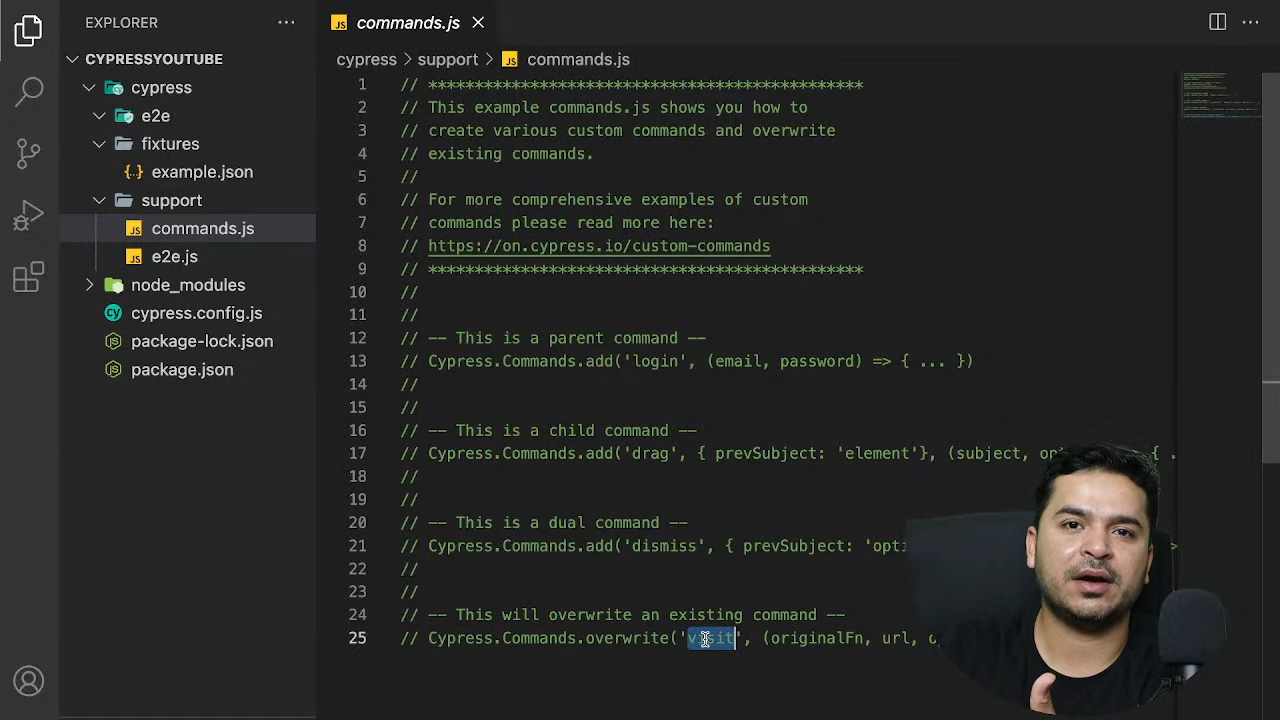 EXPLORER
commands.js
CYPRESSYOUTUBE
cypress
e2e
fixtures
example.json
support
commands.js
e2e.js
node_modules
cypress.config.js
package-lock.json
package.json
cypress > support > JS commands.js
1 // ***********************************************
2 // This example commands.js shows you how to
3 // create various custom commands and overwrite
4 // existing commands.
5 //
6 // For more comprehensive examples of custom
7 // commands please read more here:
8 // https://on.cypress.io/custom-commands
9 // ***********************************************
10 //
11 //
12 // -- This is a parent command --
13 // Cypress.Commands.add('login', (email, password) => { ... })
14 //
15 //
16 // -- This is a child command --
17 // Cypress.Commands.add('drag', { prevSubject: 'element'}, (subject, { .
18 //
19 //
20 // -- This is a dual command --
21 // Cypress.Commands.add('dismiss', { prevSubject: >
22 //
23 //
24 // -- This will overwrite an existing command --
25 // Cypress.Commands.overwrite('visit', (originalFn, url,